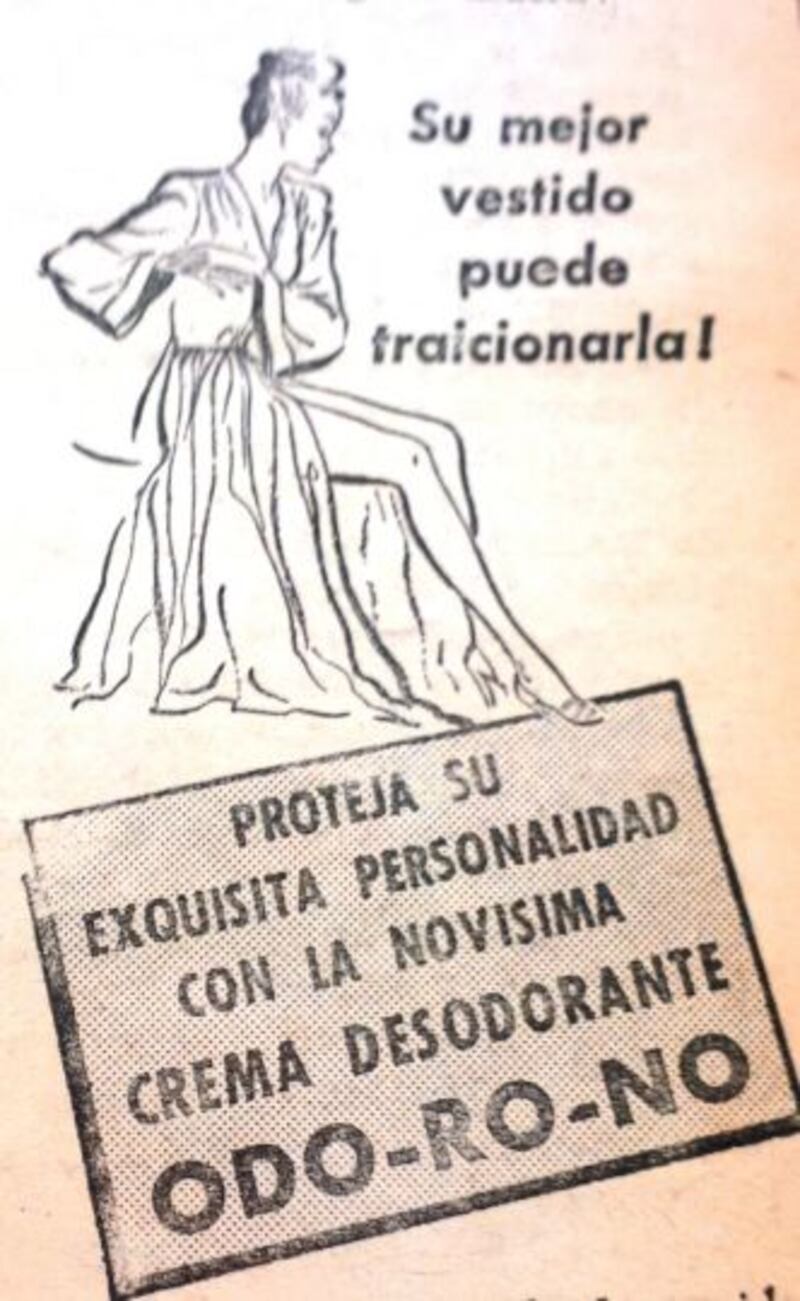 Su mejor
vestido
puede
traicionarla!
PROTEJA SU
EXQUISITA PERSONALIDAD
CON LA NOVISIMA
CREMA DESODORANTE
ODO-RO-NO